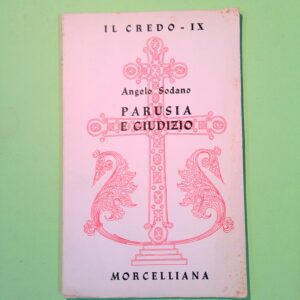 IL CREDO - IX
Angelo Sodano
PARUSIA
E GIUDIZIO
MORCELLIANA